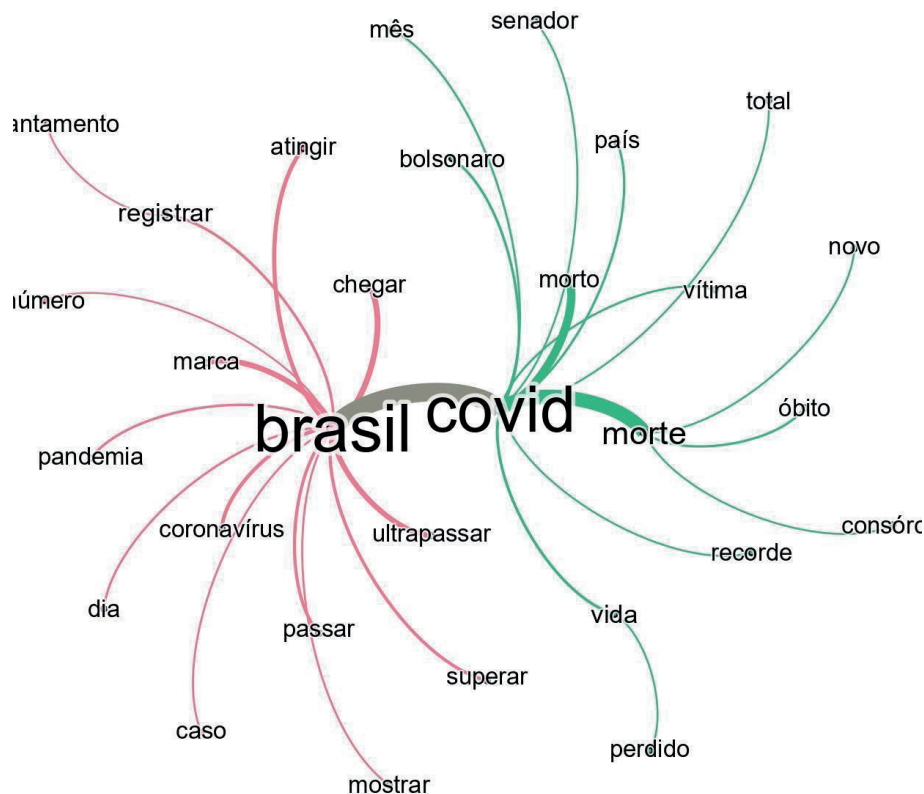 senador
mês
total
antamento
atingir
país
bolsonaro
registrar
novo
morto
chegar
vítima
número
marca
brasil
covid
óbito
morte
pandemia
consórc
coronavírus
ultrapassar
recorde
dia
vida
passar
superar
caso
perdido
mostrar